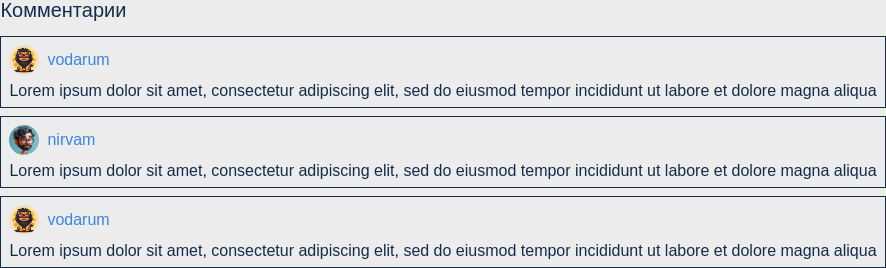 Комментарии
vodarum
Lorem ipsum dolor sit amet, consectetur adipiscing elit, sed do eiusmod tempor incididunt ut labore et dolore magna aliqua
nirvam
Lorem ipsum dolor sit amet, consectetur adipiscing elit, sed do eiusmod tempor incididunt ut labore et dolore magna aliqua
vodarum
Lorem ipsum dolor sit amet, consectetur adipiscing elit, sed do eiusmod tempor incididunt ut labore et dolore magna aliqua